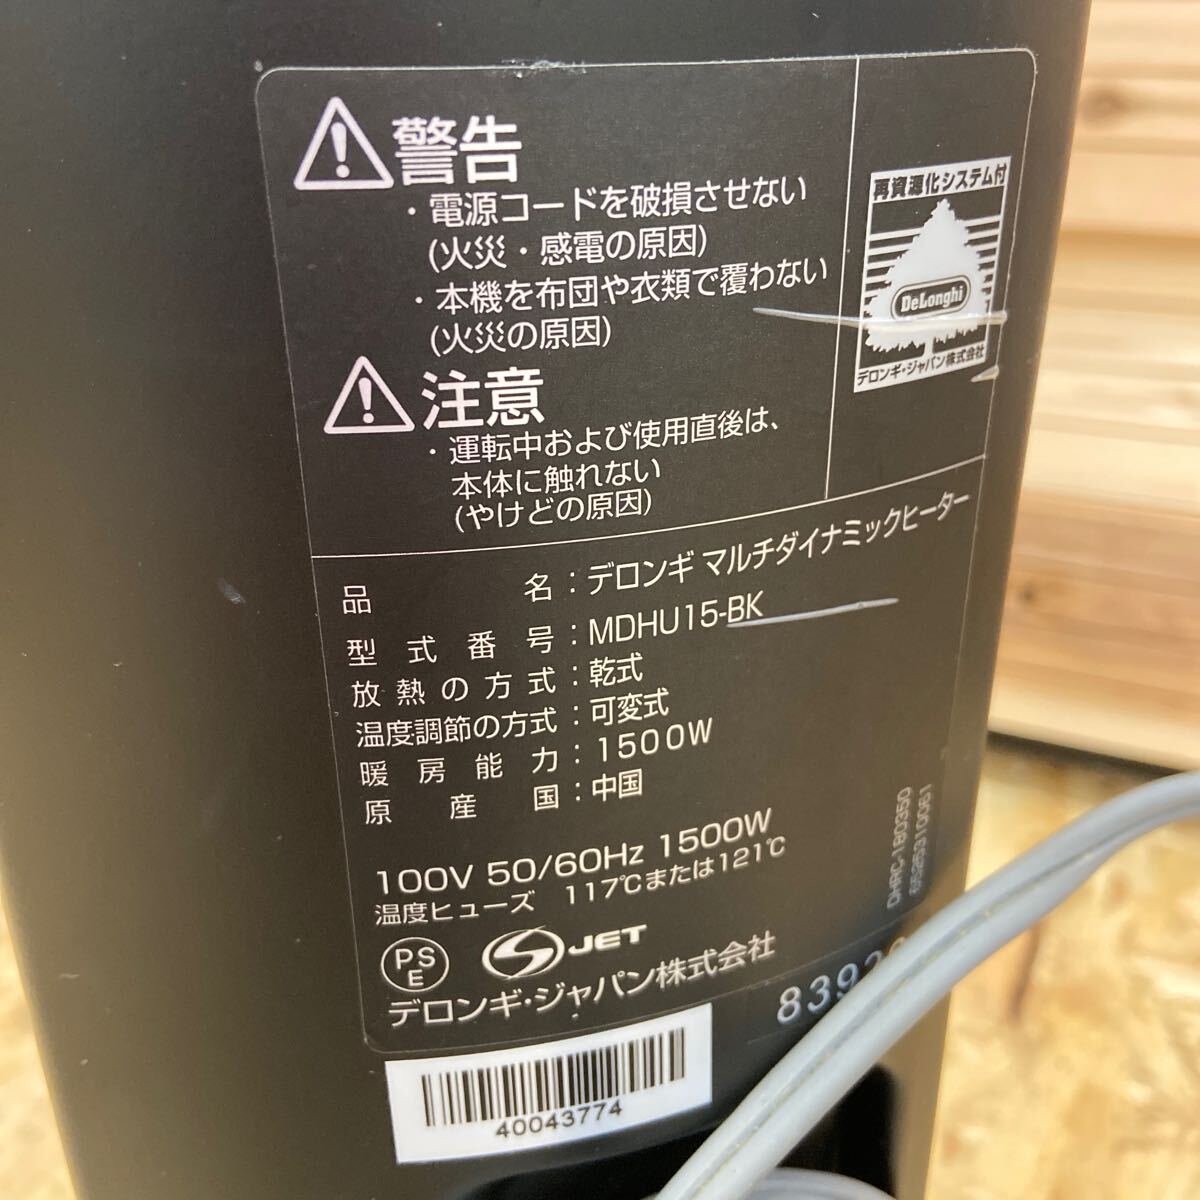 警告
・電源コードを破損させない
(火災・感電の原因)
・本機を布団や衣類で覆わない
(火災の原因)
注意
・運転中および使用直後は、
本体に触れない
(やけどの原因)
再資源化システム付
DeLonghi
デロンギ・ジャパン株式会社
品名:デロンギ マルチダイナミックヒーター
型式番号:MDHU15-BK
放熱の方式:乾式
温度調節の方式:可変式
暖房能力:1500W
原産国:中国
100V 50/60Hz 1500W
温度ヒューズ 117℃または121℃
PSE
JET
デロンギ・ジャパン株式会社
DHRC-180350
40043774